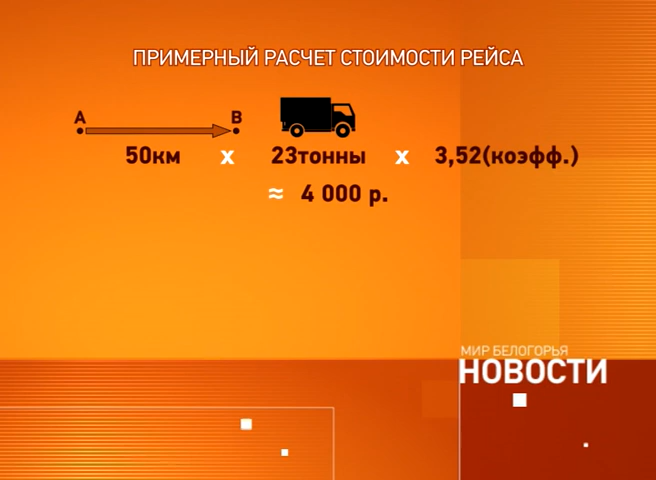 ПРИМЕРНЫЙ РАСЧЕТ СТОИМОСТИ РЕЙСА
А В
50км х 23тонны х 3,52(коэфф.)
≈ 4 000 р.
МИР БЕЛОГОРЬЯ
НОВОСТИ